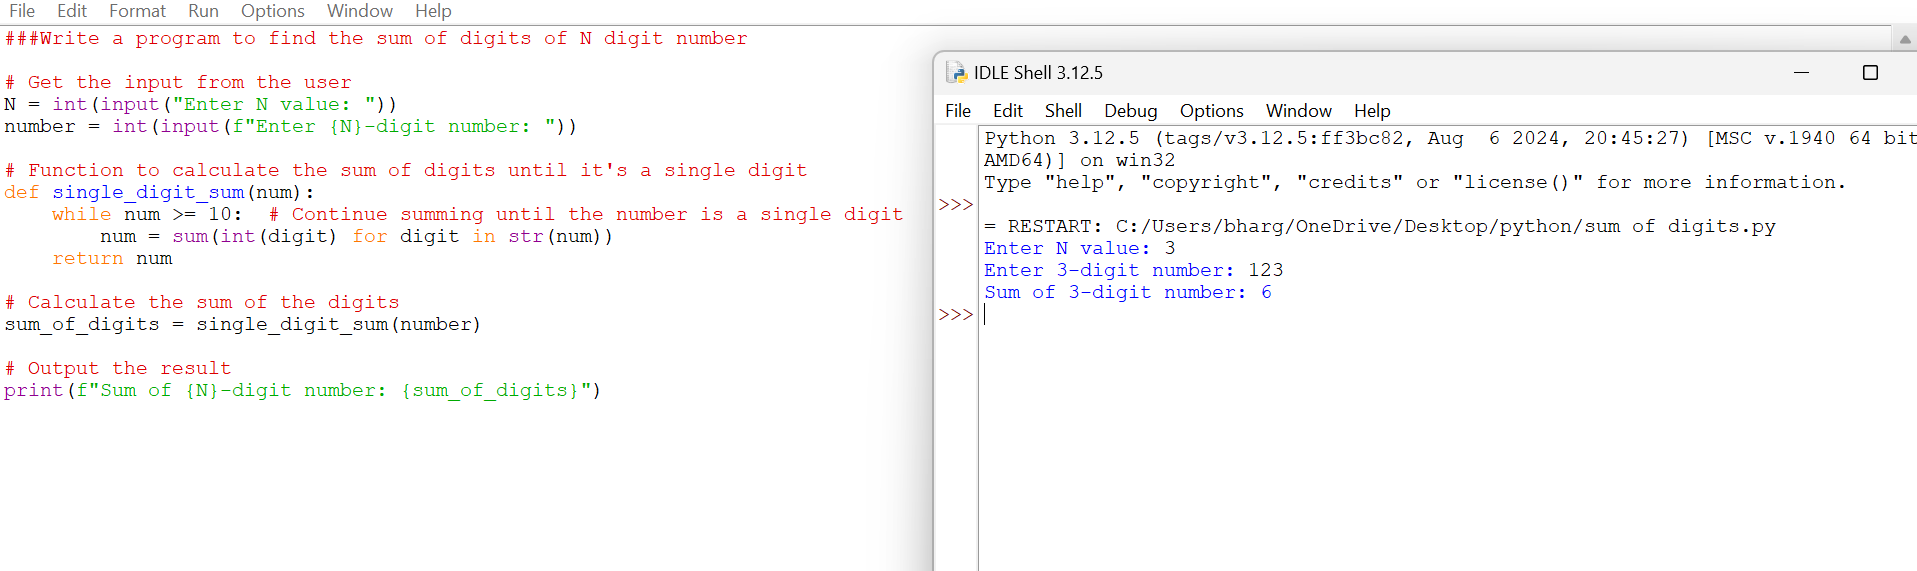 File Edit Format Run Options Window Help
###Write a program to find the sum of digits of N digit number
# Get the input from the user
N = int(input("Enter N value: "))
number = int(input(f"Enter {N}-digit number: "))
# Function to calculate the sum of digits until it's a single digit
def single_digit_sum(num):
    while num >= 10:  # Continue summing until the number is a single digit
        num = sum(int(digit) for digit in str(num))
    return num
# Calculate the sum of the digits
sum_of_digits = single_digit_sum(number)
# Output the result
print(f"Sum of {N}-digit number: {sum_of_digits}")
IDLE Shell 3.12.5
File Edit Shell Debug Options Window Help
Python 3.12.5 (tags/v3.12.5:ff3bc82, Aug  6 2024, 20:45:27) [MSC v.1940 64 bit
AMD64)] on win32
Type "help", "copyright", "credits" or "license()" for more information.
>>>
= RESTART: C:/Users/bharg/OneDrive/Desktop/python/sum of digits.py
Enter N value: 3
Enter 3-digit number: 123
Sum of 3-digit number: 6
>>>